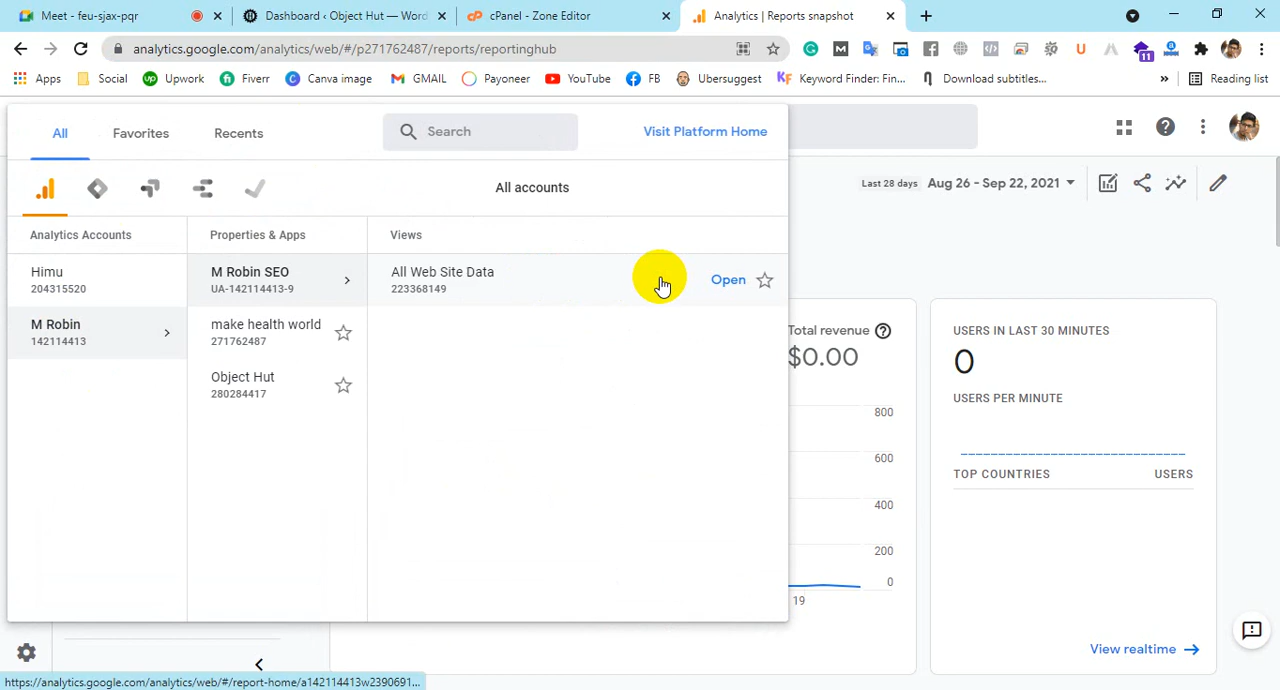 Meet - feu-sjax-pqr
Dashboard ‹ Object Hut — Word
cPanel - Zone Editor
Analytics | Reports snapshot
analytics.google.com/analytics/web/#/p271762487/reports/reportinghub
11
Apps
Social
Upwork
Fiverr
Canva image
GMAIL
Payoneer
YouTube
FB
Ubersuggest
Keyword Finder: Fin...
Download subtitles...
»
Reading list
All
Favorites
Recents
Search
Visit Platform Home
All accounts
Last 28 days
Aug 26 - Sep 22, 2021
Analytics Accounts
Properties & Apps
Views
Himu
204315520
M Robin SEO
UA-142114413-9
All Web Site Data
223368149
Open
M Robin
142114413
make health world
271762487
Object Hut
280284417
Total revenue
$0.00
800
600
400
200
0
19
USERS IN LAST 30 MINUTES
0
USERS PER MINUTE
TOP COUNTRIES
USERS
View realtime
https://analytics.google.com/analytics/web/#/report-home/a142114413w2390691...